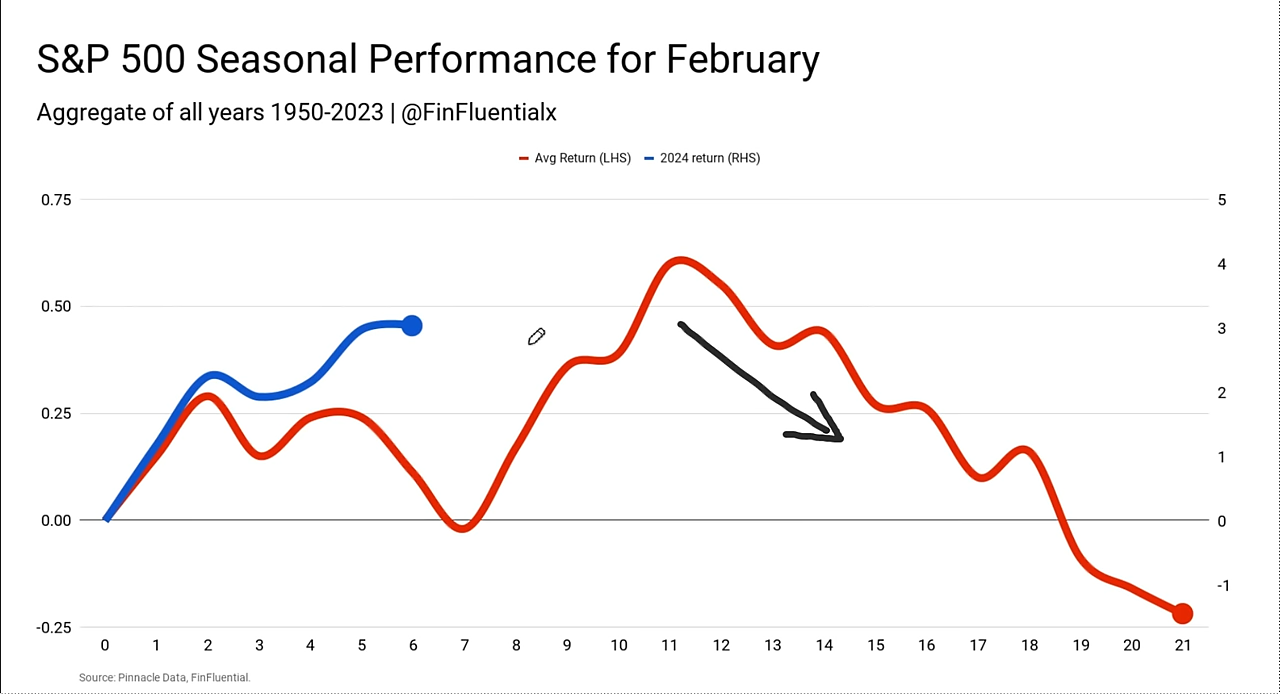 S&P 500 Seasonal Performance for February
Aggregate of all years 1950-2023 | @FinFluentialx
Avg Return (LHS) 2024 return (RHS)
0.75 5
4
0.50
3
0.25 2
1
0.00 0
-1
-0.25
0 1 2 3 4 5 6 7 8 9 10 11 12 13 14 15 16 17 18 19 20 21
Source: Pinnacle Data, FinFluential.